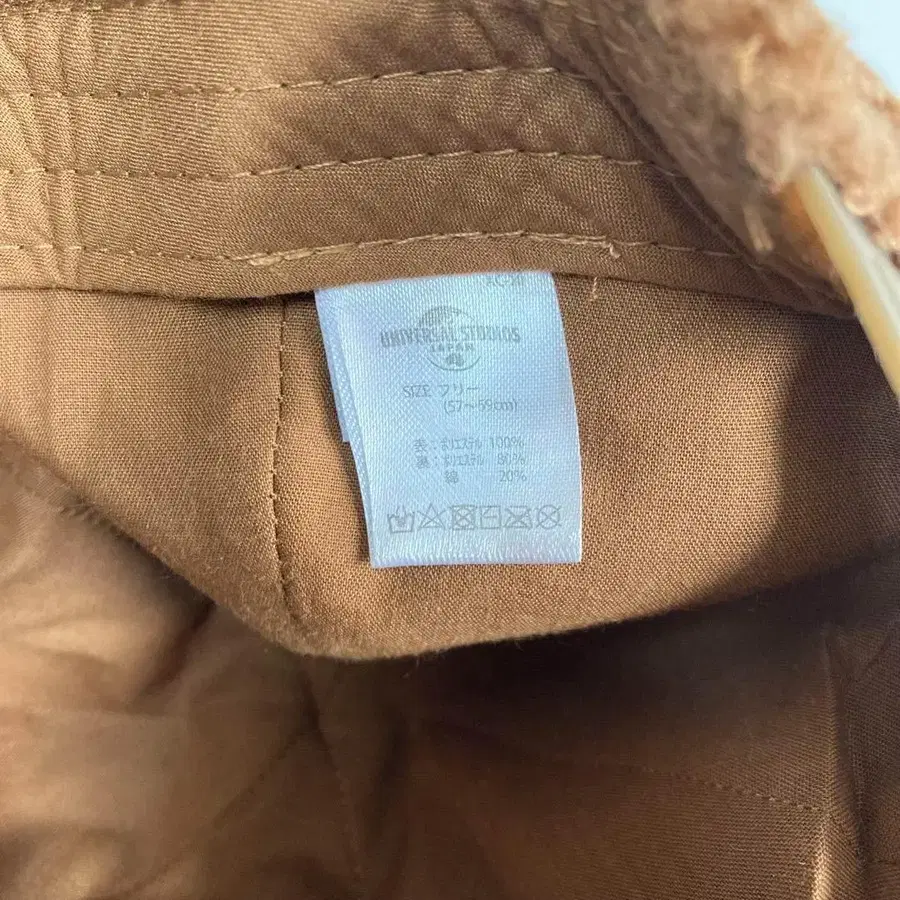 UNIVERSAL STUDIOS
JAPAN
SIZE フリー
(57～59cm)
表：ポリエステル 100%
裏：ポリエステル 80%
綿 20%